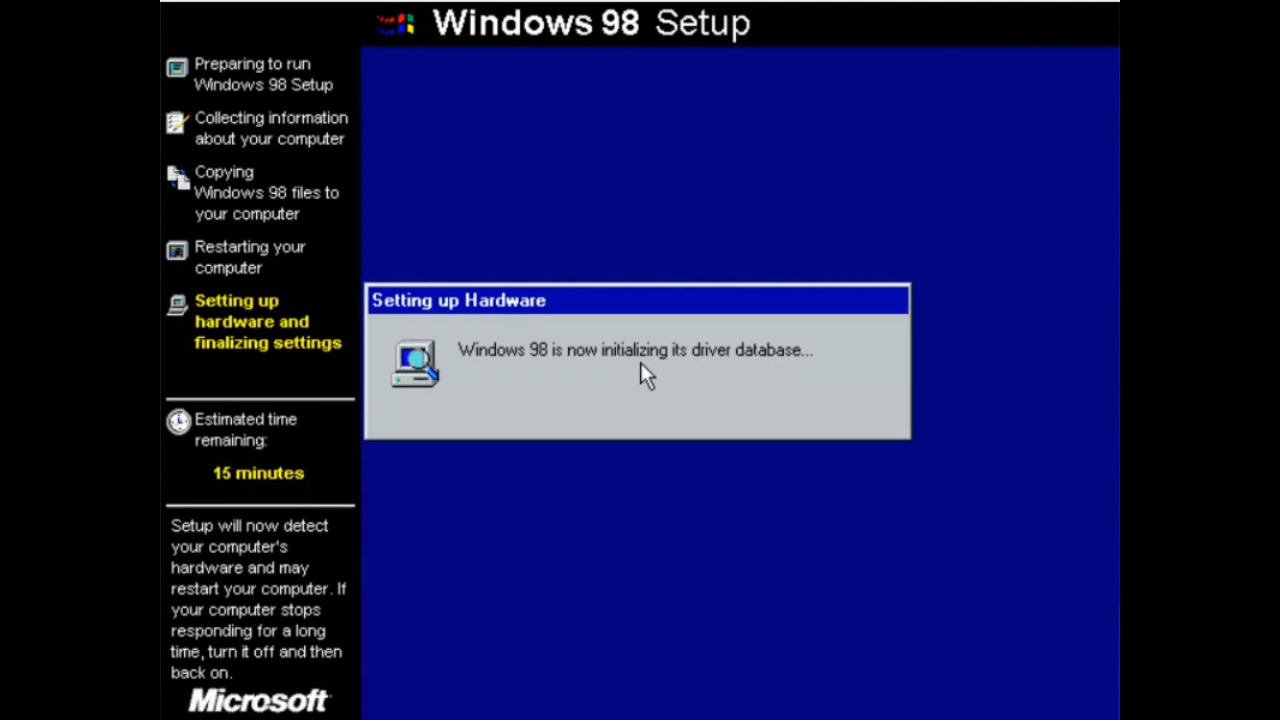 Windows 98 Setup
Preparing to run
Windows 98 Setup
Collecting information
about your computer
Copying
Windows 98 files to
your computer
Restarting your
computer
Setting up
hardware and
finalizing settings
Estimated time
remaining:
15 minutes
Setup will now detect
your computer's
hardware and may
restart your computer. If
your computer stops
responding for a long
time, turn it off and then
back on.
Microsoft
Setting up Hardware
Windows 98 is now initializing its driver database...